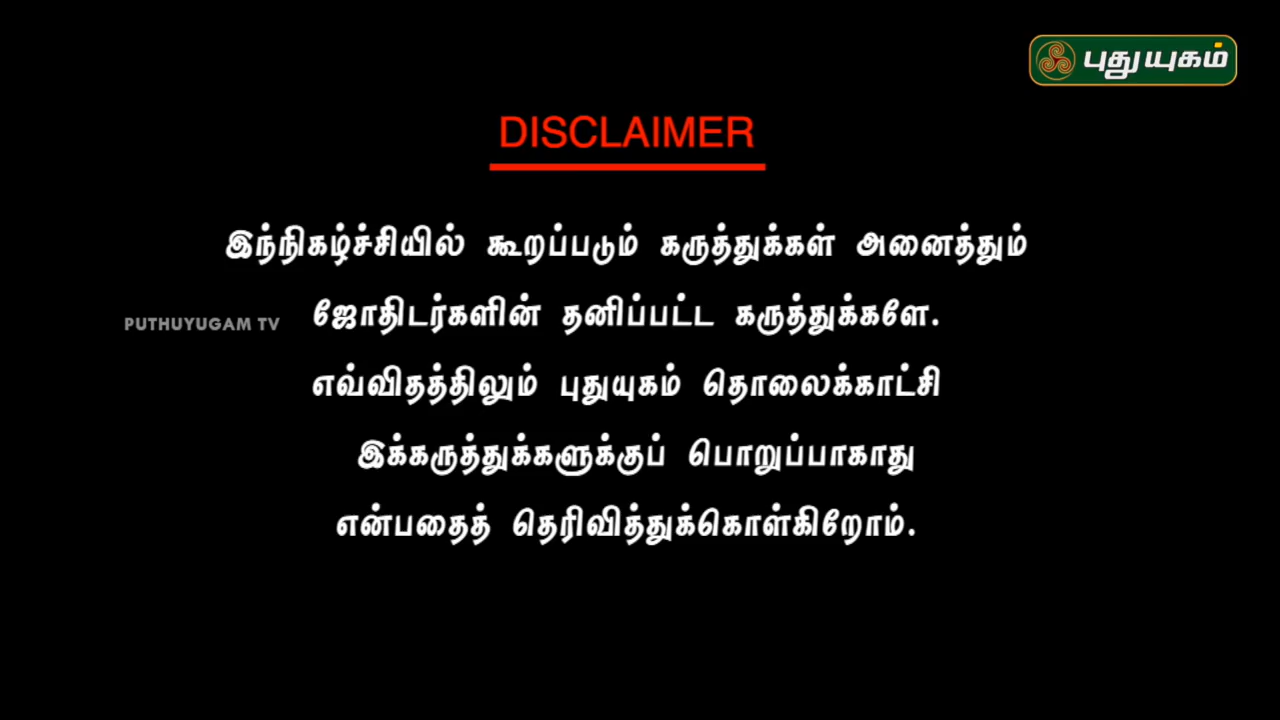 புதுயுகம்
DISCLAIMER
இந்நிகழ்ச்சியில் கூறப்படும் கருத்துக்கள் அனைத்தும்
ஜோதிடர்களின் தனிப்பட்ட கருத்துக்களே.
PUTHUYUGAM TV
எவ்விதத்திலும் புதுயுகம் தொலைக்காட்சி
இக்கருத்துக்களுக்குப் பொறுப்பாகாது
என்பதைத் தெரிவித்துக்கொள்கிறோம்.